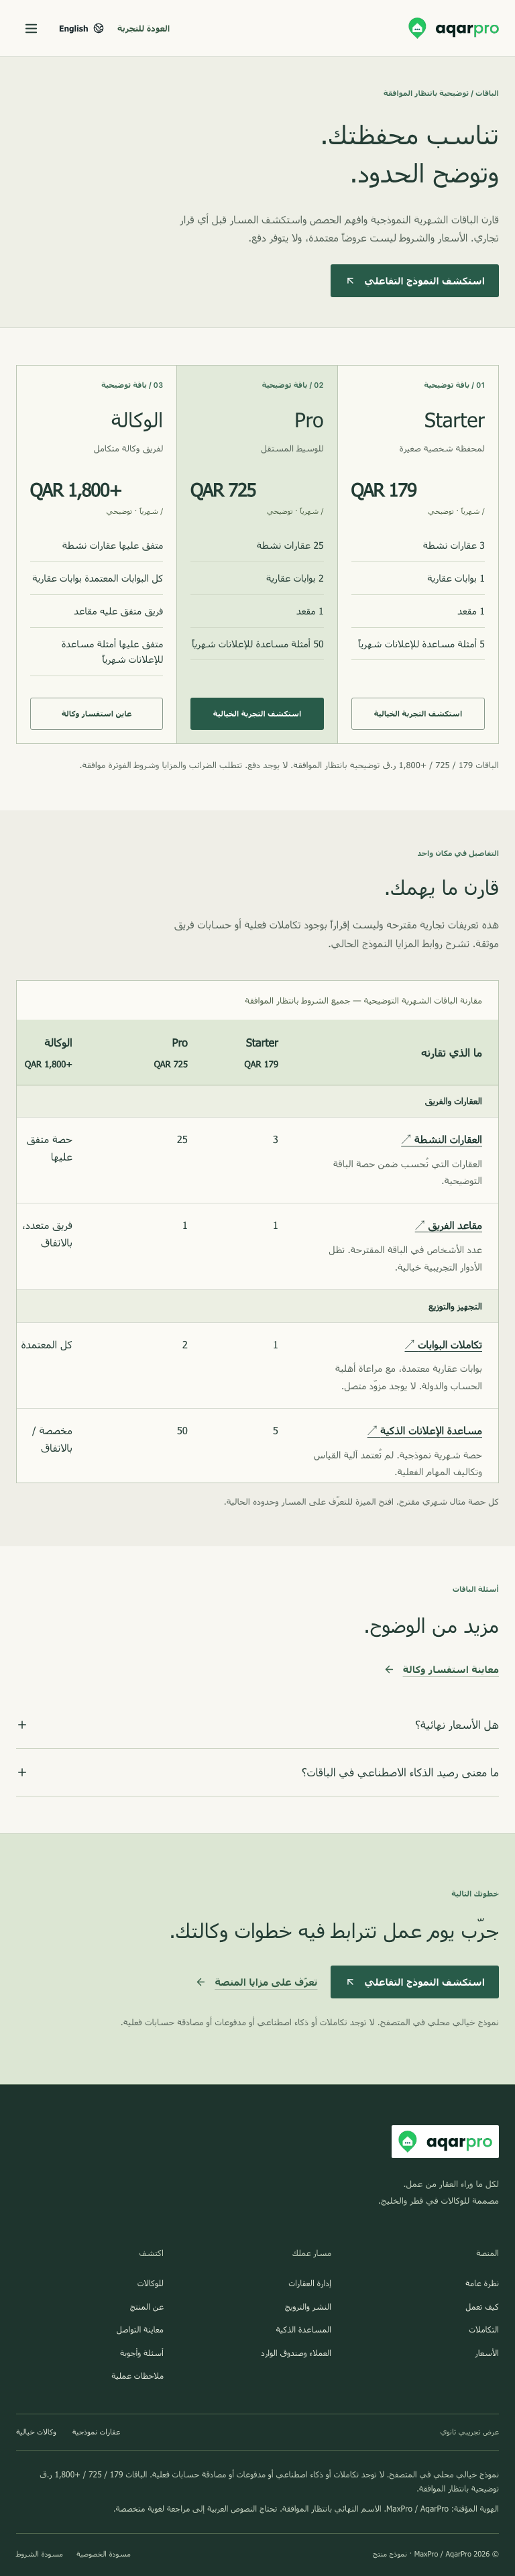 aqarpro
العودة للتجربة
English
الباقات / توضيحية بانتظار الموافقة
تناسب محفظتك.
وتوضح الحدود.
قارن الباقات الشهرية النموذجية وافهم الحصص واستكشف المسار قبل أي قرار
تجاري. الأسعار والشروط ليست عروضاً معتمدة، ولا يتوفر دفع.
استكشف النموذج التفاعلي
01 / باقة توضيحية
Starter
لمحفظة شخصية صغيرة
QAR 179
/ شهرياً · توضيحي
3 عقارات نشطة
1 بوابات عقارية
1 مقعد
5 أمثلة مساعدة للإعلانات شهرياً
استكشف التجربة الخيالية
02 / باقة توضيحية
Pro
للوسيط المستقل
QAR 725
/ شهرياً · توضيحي
25 عقارات نشطة
2 بوابات عقارية
1 مقعد
50 أمثلة مساعدة للإعلانات شهرياً
استكشف التجربة الخيالية
03 / باقة توضيحية
الوكالة
لفريق وكالة متكامل
QAR 1,800+
/ شهرياً · توضيحي
متفق عليها عقارات نشطة
كل البوابات المعتمدة بوابات عقارية
فريق متفق عليه مقاعد
متفق عليها أمثلة مساعدة
للإعلانات شهرياً
عاين استفسار وكالة
الباقات 179 / 725 / +1,800 ر.ق توضيحية بانتظار الموافقة. لا يوجد دفع. تتطلب الضرائب والمزايا وشروط الفوترة موافقة.
التفاصيل في مكان واحد
قارن ما يهمك.
هذه تعريفات تجارية مقترحة وليست إقراراً بوجود تكاملات فعلية أو حسابات فريق
موثقة. تشرح روابط المزايا النموذج الحالي.
مقارنة الباقات الشهرية التوضيحية — جميع الشروط بانتظار الموافقة
ما الذي تقارنه
Starter
QAR 179
Pro
QAR 725
الوكالة
QAR 1,800+
العقارات والفريق
العقارات النشطة ↗
العقارات التي تُحسب ضمن حصة الباقة
التوضيحية.
3
25
حصة متفق
عليها
مقاعد الفريق ↗
عدد الأشخاص في الباقة المقترحة. تظل
الأدوار التجريبية خيالية.
1
1
فريق متعدد،
بالاتفاق
التجهيز والتوزيع
تكاملات البوابات ↗
بوابات عقارية معتمدة، مع مراعاة أهلية
الحساب والدولة. لا يوجد مزوّد متصل.
1
2
كل المعتمدة
مساعدة الإعلانات الذكية ↗
حصة شهرية نموذجية. لم تُعتمد آلية القياس
وتكاليف المهام الفعلية.
5
50
مخصصة /
بالاتفاق
كل حصة مثال شهري مقترح. افتح الميزة للتعرّف على المسار وحدوده الحالية.
أسئلة الباقات
مزيد من الوضوح.
معاينة استفسار وكالة
هل الأسعار نهائية؟
ما معنى رصيد الذكاء الاصطناعي في الباقات؟
خطوتك التالية
جرّب يوم عمل تترابط فيه خطوات وكالتك.
استكشف النموذج التفاعلي
تعرّف على مزايا المنصة
نموذج خيالي محلي في المتصفح. لا توجد تكاملات أو ذكاء اصطناعي أو مدفوعات أو مصادقة حسابات فعلية.
aqarpro
لكل ما وراء العقار من عمل.
مصممة للوكالات في قطر والخليج.
المنصة
نظرة عامة
كيف تعمل
التكاملات
الأسعار
مسار عملك
إدارة العقارات
النشر والترويج
المساعدة الذكية
العملاء وصندوق الوارد
اكتشف
للوكالات
عن المنتج
معاينة التواصل
أسئلة وأجوبة
ملاحظات عملية
عرض تجريبي ثانوي
عقارات نموذجية
وكالات خيالية
نموذج خيالي محلي في المتصفح. لا توجد تكاملات أو ذكاء اصطناعي أو مدفوعات أو مصادقة حسابات فعلية. الباقات 179 / 725 / +1,800 ر.ق
توضيحية بانتظار الموافقة.
الهوية المؤقتة: MaxPro / AqarPro. الاسم النهائي بانتظار الموافقة. تحتاج النصوص العربية إلى مراجعة لغوية متخصصة.
© 2026 MaxPro / AqarPro · نموذج منتج
مسودة الخصوصية
مسودة الشروط